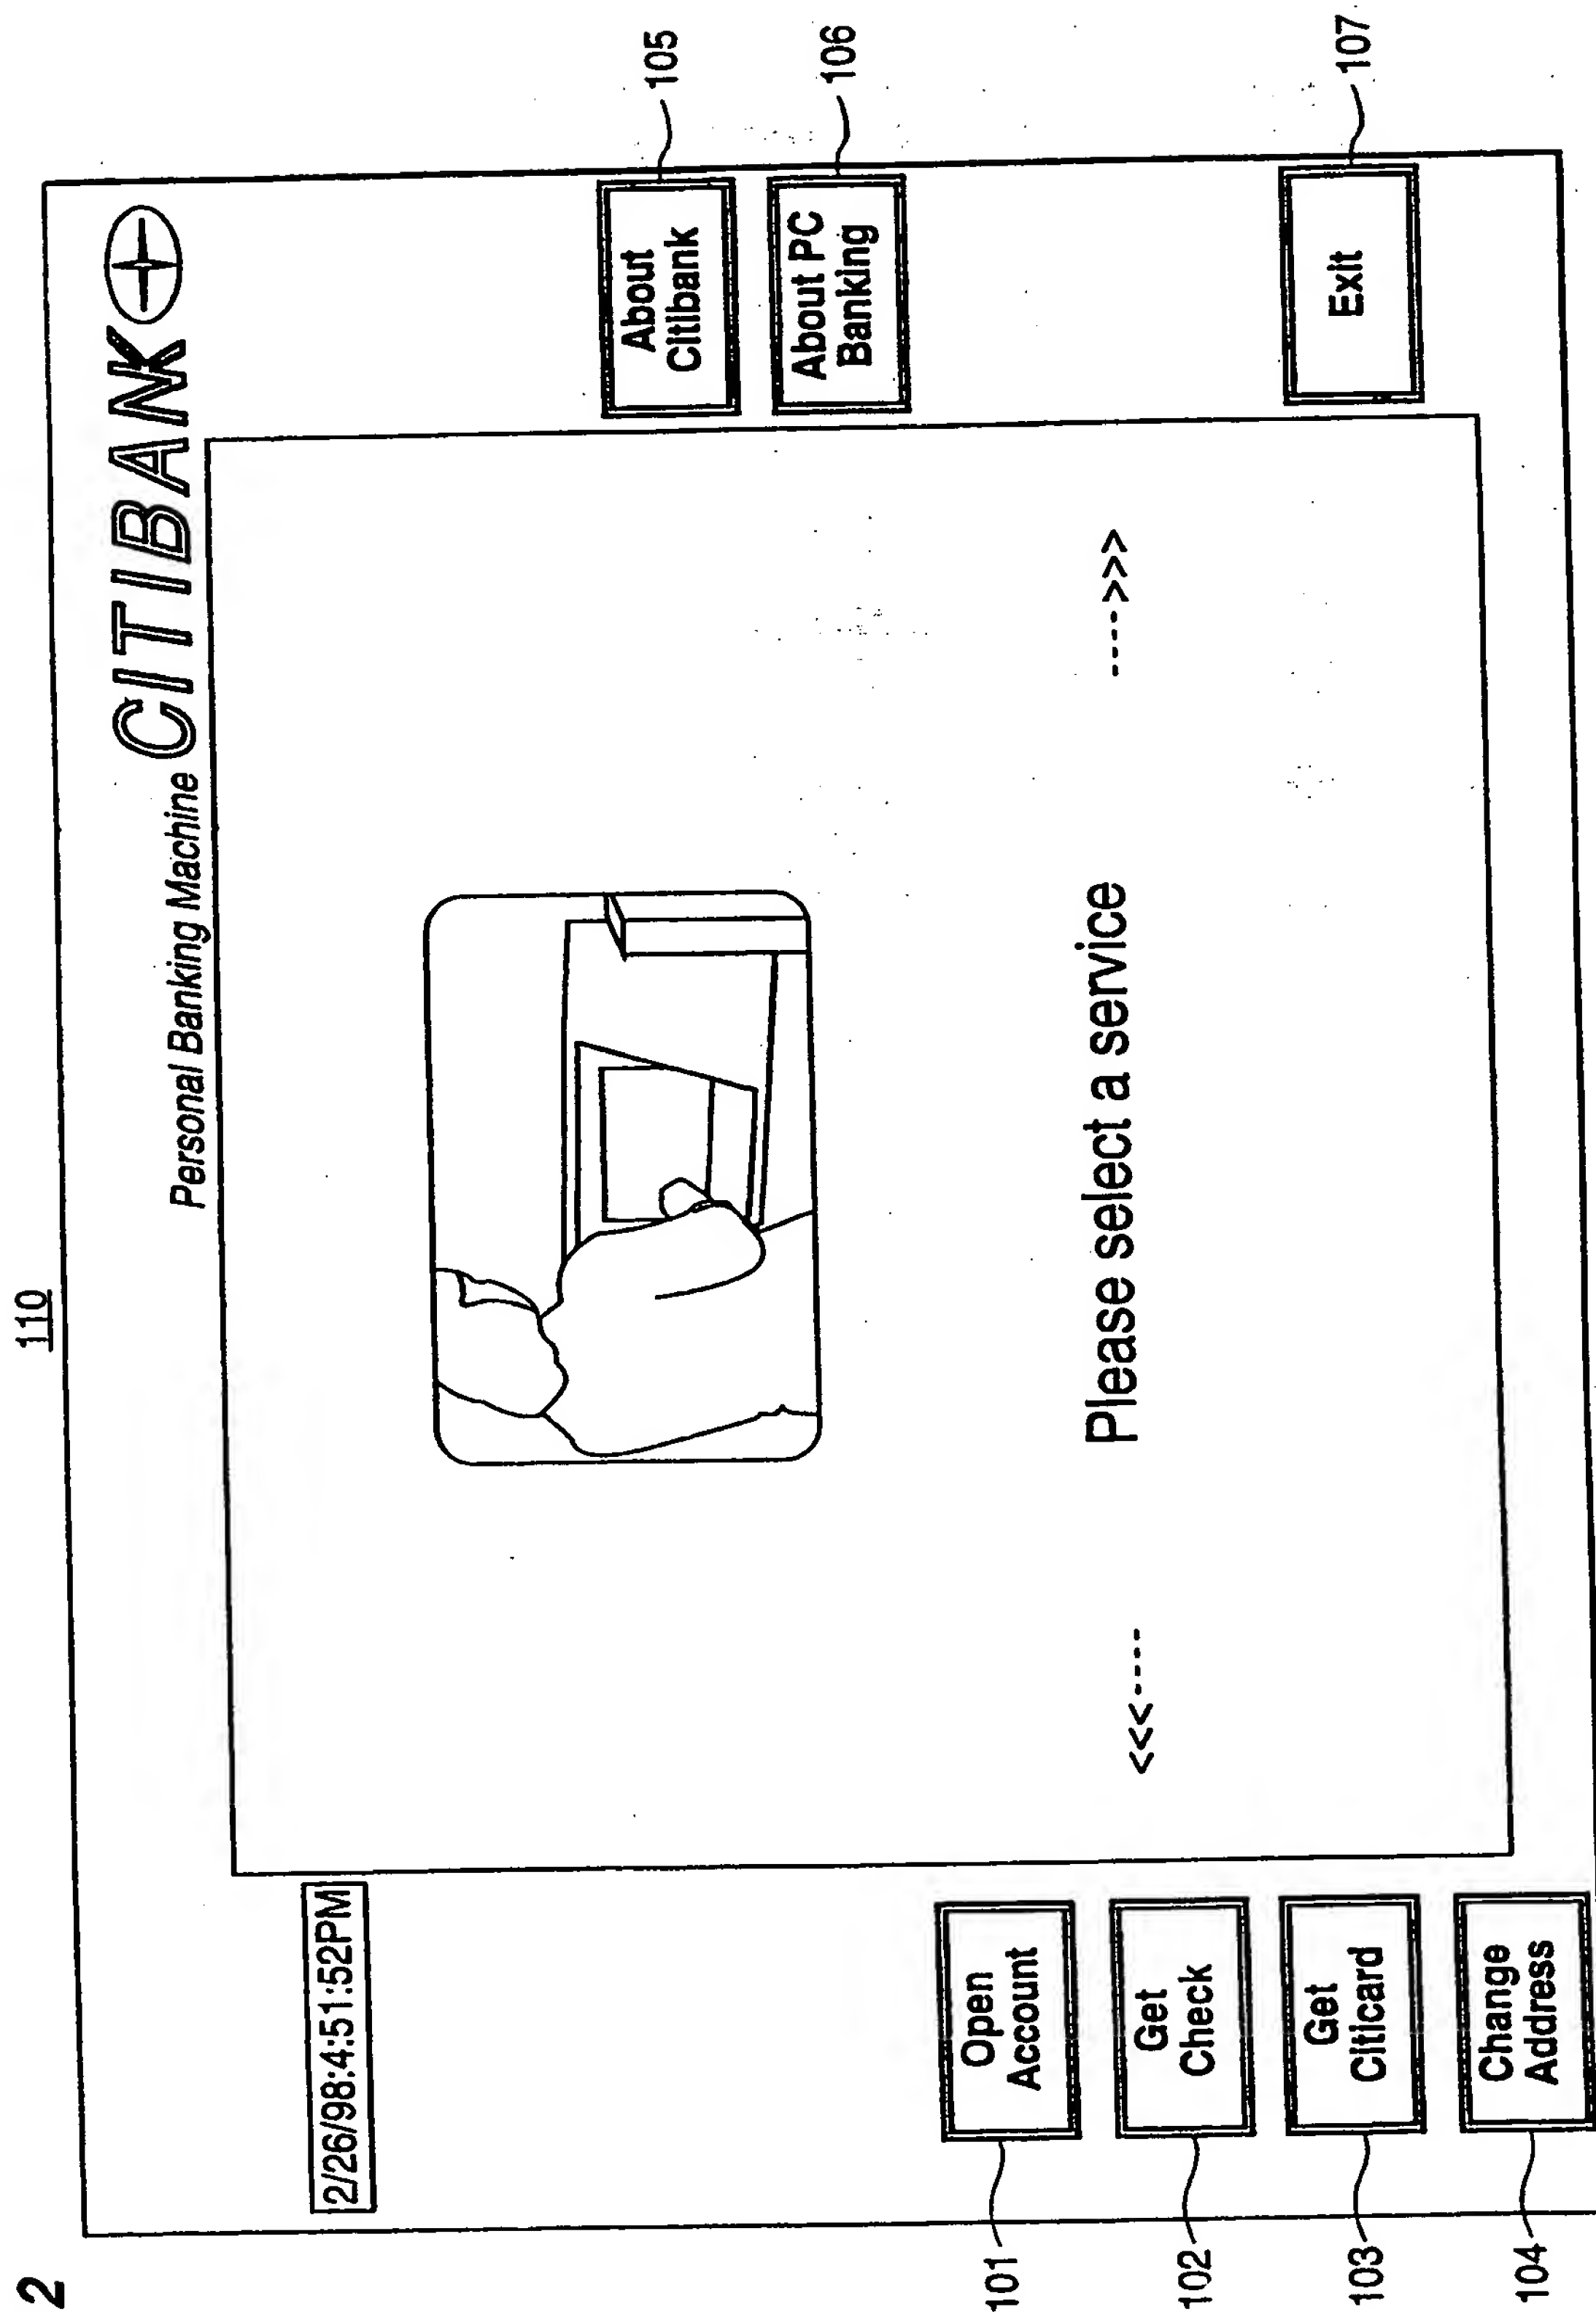 2
110
Personal Banking Machine CITIBANK
2/26/98:4:51:52PM
About
Citibank
105
About PC
Banking
106
Please select a service
<<<----
---->>>
Open
Account
101
Get
Check
102
Get
Citicard
103
Change
Address
104
Exit
107